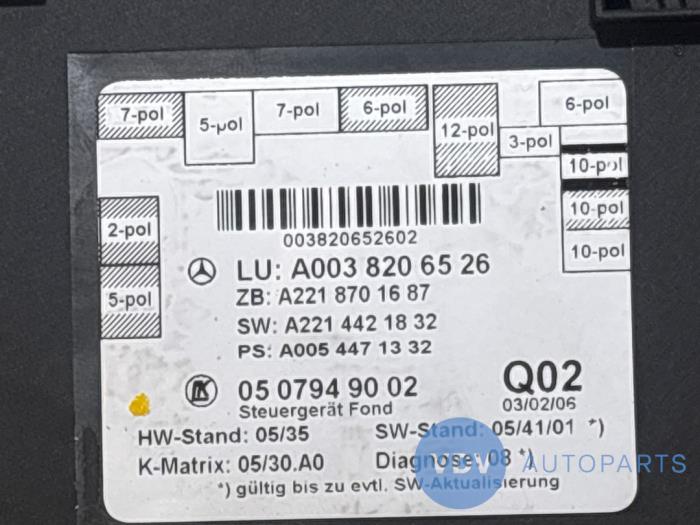 7-pol
5-pol
7-pol
6-pol
12-pol
3-pol
6-pol
10-pol
10-pol
10-pol
2-pol
5-pol
003820652602
LU: A003 820 65 26
ZB: A221 870 16 87
SW: A221 442 18 32
PS: A005 447 13 32
05 0794 90 02
Steuergerät Fond
Q02
03/02/06
HW-Stand: 05/35
SW-Stand: 05/41/01 *)
K-Matrix: 05/30.A0
Diagnose: 08 *)
*) gültig bis zu evtl. SW-Aktualisierung
VDV AUTOPARTS